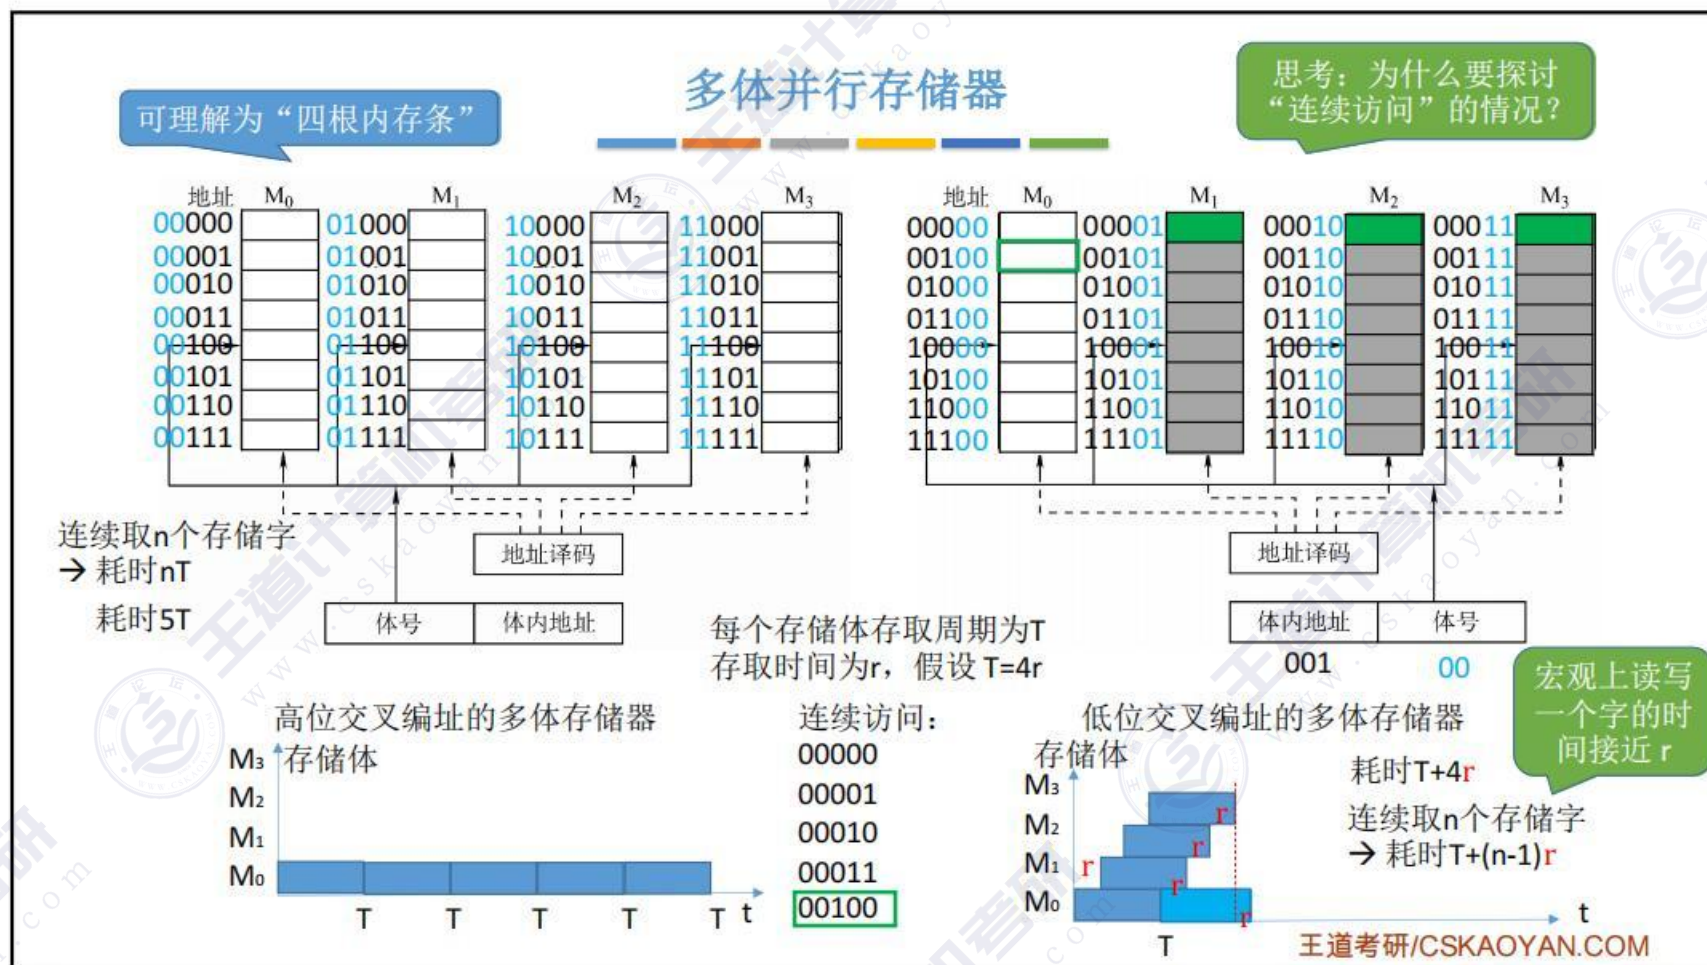 多体并行存储器
可理解为“四根内存条”
思考：为什么要探讨
“连续访问”的情况？
地址 M₀ M₁ M₂ M₃
00000 01000 10000 11000
00001 01001 10001 11001
00010 01010 10010 11010
00011 01011 10011 11011
00100 01100 10100 11100
00101 01101 10101 11101
00110 01110 10110 11110
00111 01111 10111 11111
地址译码
体号 体内地址
连续取n个存储字
→ 耗时nT
耗时5T
地址 M₀ M₁ M₂ M₃
00000 00001 00010 00011
00100 00101 00110 00111
01000 01001 01010 01011
01100 01101 01110 01111
10000 10001 10010 10011
10100 10101 10110 10111
11000 11001 11010 11011
11100 11101 11110 11111
地址译码
体内地址 体号
001 00
每个存储体存取周期为T
存取时间为r，假设 T=4r
宏观上读写
一个字的时
间接近 r
高位交叉编址的多体存储器
存储体
M₃
M₂
M₁
M₀
T T T T T t
连续访问：
00000
00001
00010
00011
00100
低位交叉编址的多体存储器
存储体
M₃
r
M₂
r
M₁ r
r
M₀
r
T
t
耗时T+4r
连续取n个存储字
→ 耗时T+(n-1)r
王道考研/CSKAOYAN.COM
王道计算机考研
www.cskaoyan.com